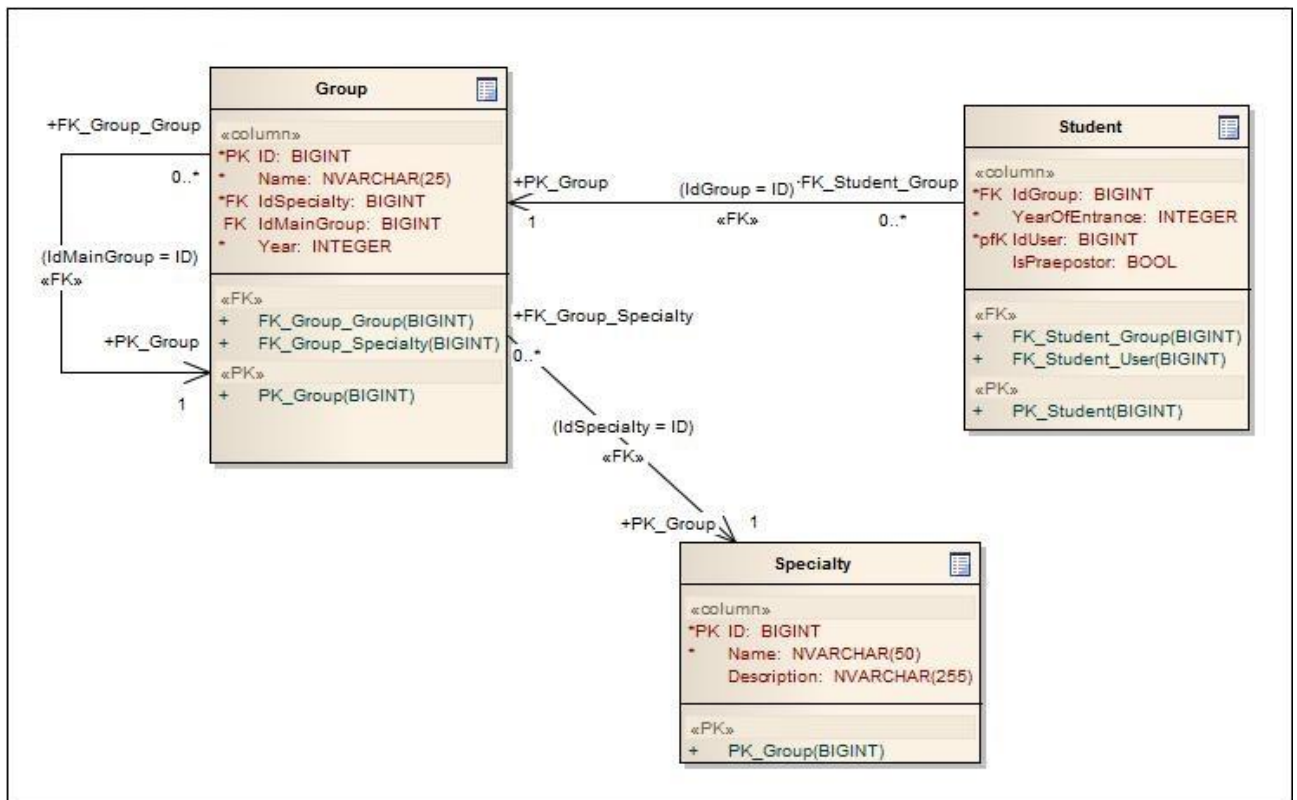 Group
«column»
*PK ID: BIGINT
* Name: NVARCHAR(25)
*FK IdSpecialty: BIGINT
FK IdMainGroup: BIGINT
* Year: INTEGER
«FK»
+ FK_Group_Group(BIGINT)
+ FK_Group_Specialty(BIGINT)
«PK»
+ PK_Group(BIGINT)
+FK_Group_Group
0..*
(IdMainGroup = ID)
«FK»
+PK_Group
1
+PK_Group
1
(IdGroup = ID)
«FK»
FK_Student_Group
0..*
Student
«column»
*FK IdGroup: BIGINT
* YearOfEntrance: INTEGER
*pfK IdUser: BIGINT
IsPraepostor: BOOL
«FK»
+ FK_Student_Group(BIGINT)
+ FK_Student_User(BIGINT)
«PK»
+ PK_Student(BIGINT)
+FK_Group_Specialty
0..*
(IdSpecialty = ID)
«FK»
+PK_Group
1
Specialty
«column»
*PK ID: BIGINT
* Name: NVARCHAR(50)
Description: NVARCHAR(255)
«PK»
+ PK_Group(BIGINT)